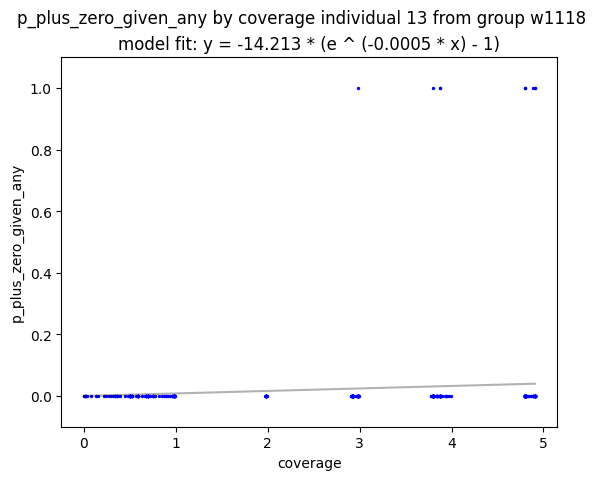 p_plus_zero_given_any by coverage individual 13 from group w1118
model fit: y = -14.213 * (e ^ (-0.0005 * x) - 1)
1.0
0.8
0.6
0.4
0.2
0.0
p_plus_zero_given_any
0 1 2 3 4 5
coverage